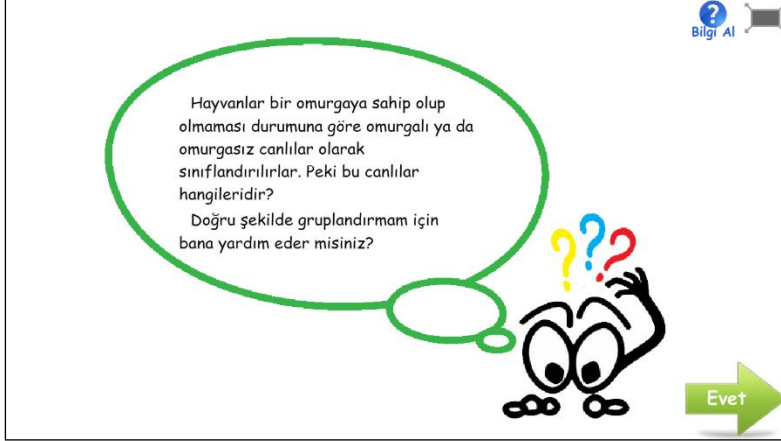 Bilgi Al
Hayvanlar bir omurgaya sahip olup
olmaması durumuna göre omurgalı ya da
omurgasız canlılar olarak
sınıflandırılırlar. Peki bu canlılar
hangileridir?
Doğru şekilde gruplandırmam için
bana yardım eder misiniz?
???
Evet